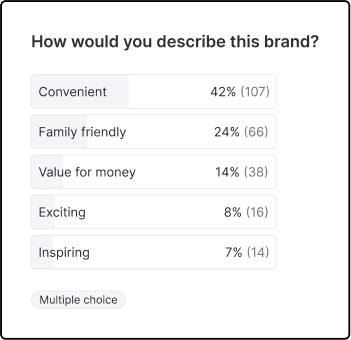 How would you describe this brand?
Convenient 42% (107)
Family friendly 24% (66)
Value for money 14% (38)
Exciting 8% (16)
Inspiring 7% (14)
Multiple choice